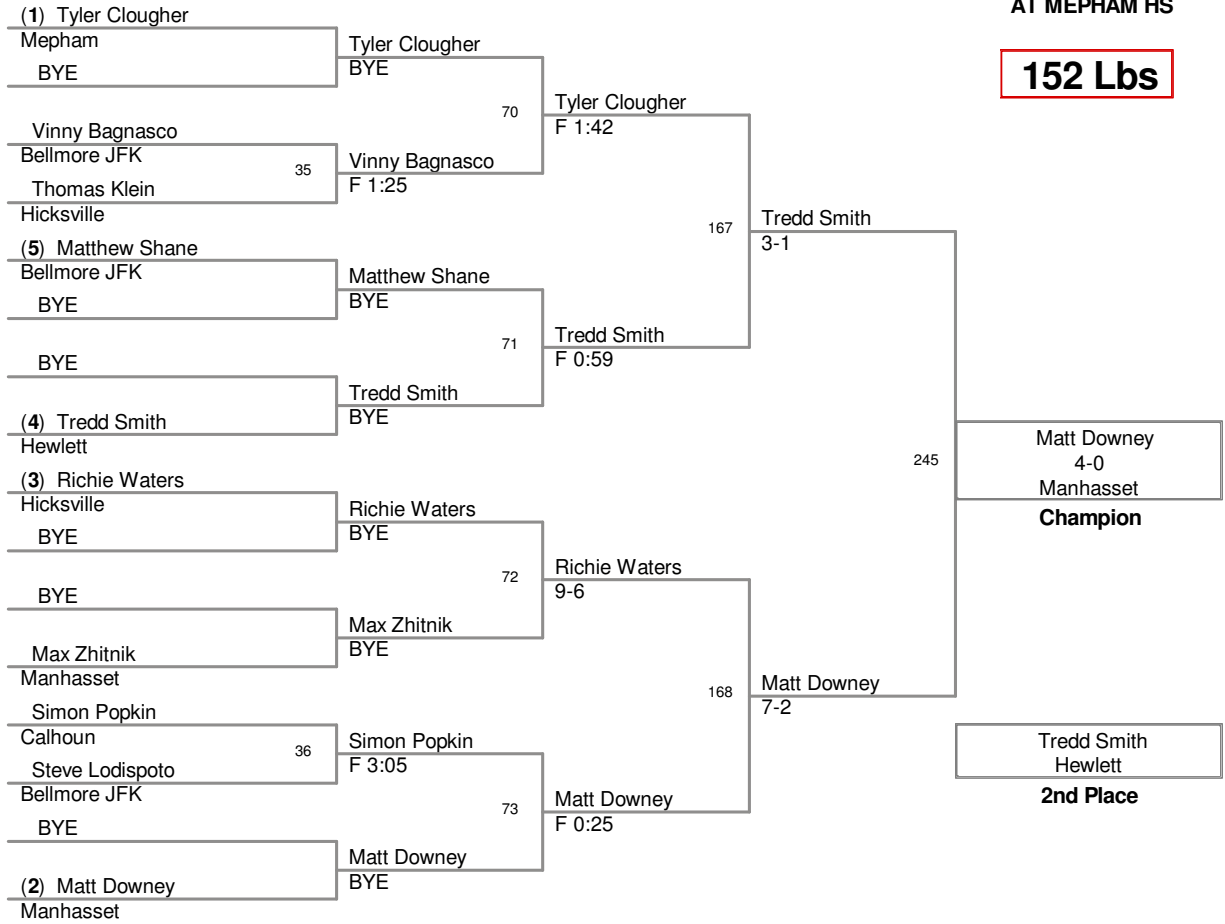 AT MEPHAM HS
152 Lbs
(1) Tyler Clougher
Mepham
BYE
Vinny Bagnasco
Bellmore JFK
Thomas Klein
Hicksville
(5) Matthew Shane
Bellmore JFK
BYE
BYE
(4) Tredd Smith
Hewlett
(3) Richie Waters
Hicksville
BYE
BYE
Max Zhitnik
Manhasset
Simon Popkin
Calhoun
Steve Lodispoto
Bellmore JFK
BYE
(2) Matt Downey
Manhasset
35
36
Tyler Clougher
BYE
Vinny Bagnasco
F 1:25
Matthew Shane
BYE
Tredd Smith
BYE
Richie Waters
BYE
Max Zhitnik
BYE
Simon Popkin
F 3:05
Matt Downey
BYE
70
71
72
73
Tyler Clougher
F 1:42
Tredd Smith
F 0:59
Richie Waters
9-6
Matt Downey
F 0:25
167
168
Tredd Smith
3-1
Matt Downey
7-2
245
Matt Downey
4-0
Manhasset
Champion
Tredd Smith
Hewlett
2nd Place